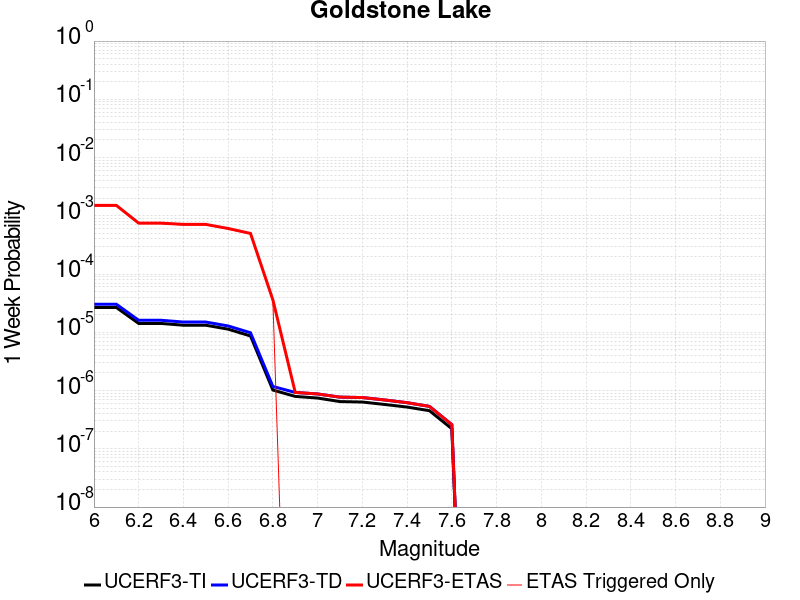 Goldstone Lake
10^0
10^-1
10^-2
10^-3
10^-4
10^-5
10^-6
10^-7
10^-8
1 Week Probability
6 6.2 6.4 6.6 6.8 7 7.2 7.4 7.6 7.8 8 8.2 8.4 8.6 8.8 9
Magnitude
UCERF3-TI UCERF3-TD UCERF3-ETAS ETAS Triggered Only